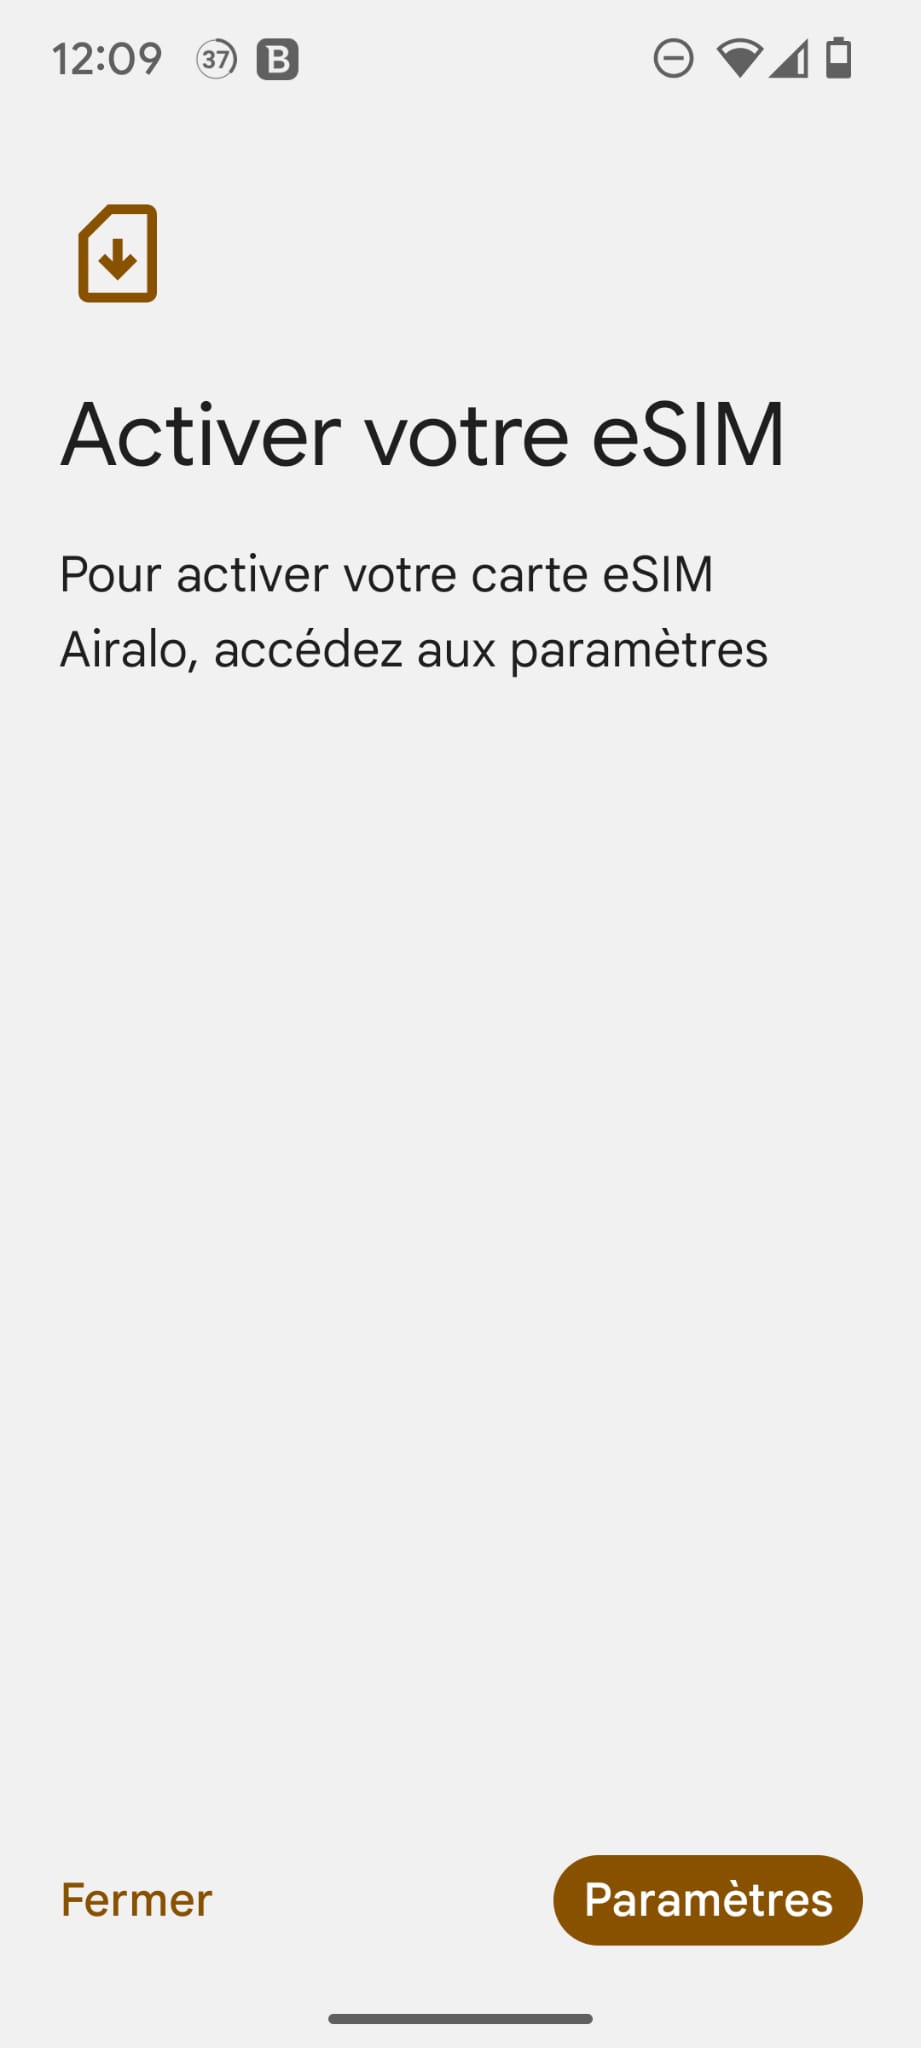 12:09 37 B
Activer votre eSIM
Pour activer votre carte eSIM
Airalo, accédez aux paramètres
Fermer
Paramètres